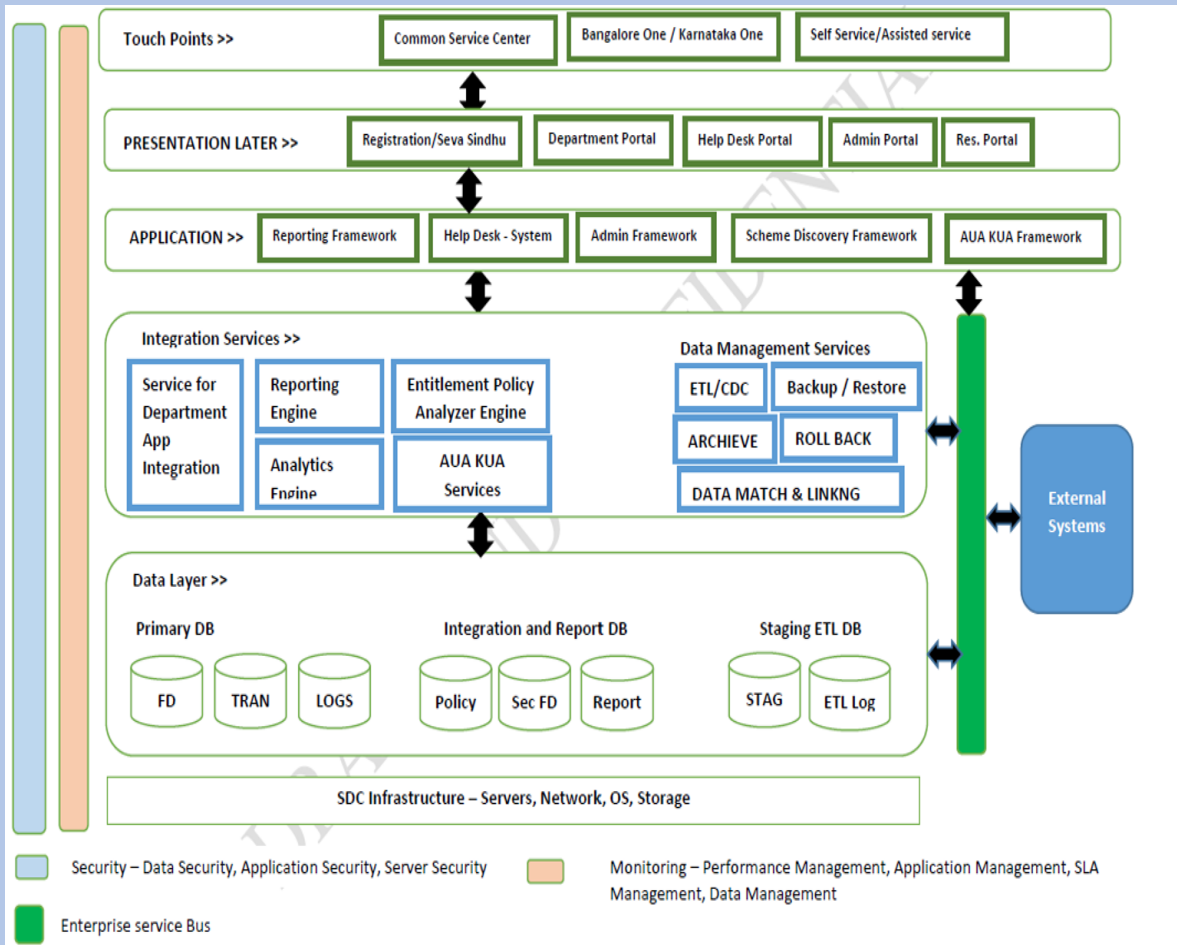 Touch Points >>
Common Service Center
Bangalore One / Karnataka One
Self Service/Assisted service
PRESENTATION LATER >>
Registration/Seva Sindhu
Department Portal
Help Desk Portal
Admin Portal
Res. Portal
APPLICATION >>
Reporting Framework
Help Desk - System
Admin Framework
Scheme Discovery Framework
AUA KUA Framework
Integration Services >>
Service for
Department
App
Integration
Reporting
Engine
Analytics
Engine
Entitlement Policy
Analyzer Engine
AUA KUA
Services
Data Management Services
ETL/CDC
Backup / Restore
ARCHIEVE
ROLL BACK
DATA MATCH & LINKNG
External
Systems
Data Layer >>
Primary DB
FD
TRAN
LOGS
Integration and Report DB
Policy
Sec FD
Report
Staging ETL DB
STAG
ETL Log
SDC Infrastructure – Servers, Network, OS, Storage
Security – Data Security, Application Security, Server Security
Monitoring – Performance Management, Application Management, SLA
Management, Data Management
Enterprise service Bus